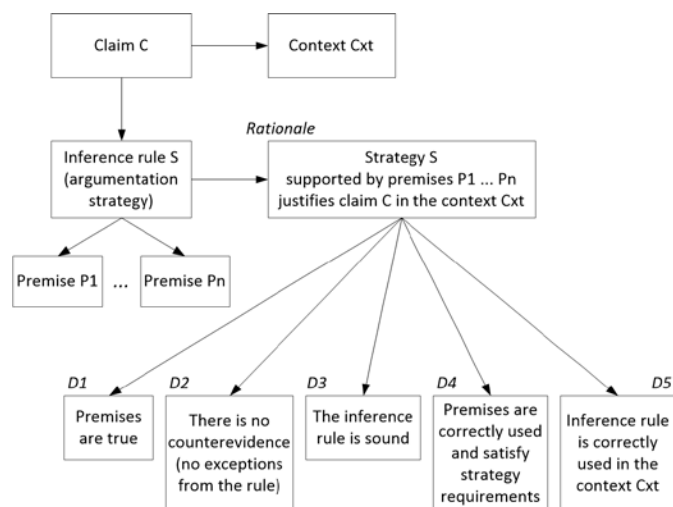 Claim C
Context Cxt
Rationale
Inference rule S
(argumentation
strategy)
Strategy S
supported by premises P1 ... Pn
justifies claim C in the context Cxt
Premise P1
...
Premise Pn
D1
D2
D3
D4
D5
Premises
are true
There is no
counterevidence
(no exceptions
from the rule)
The inference
rule is sound
Premises are
correctly used
and satisfy
strategy
requirements
Inference rule
is correctly
used in the
context Cxt